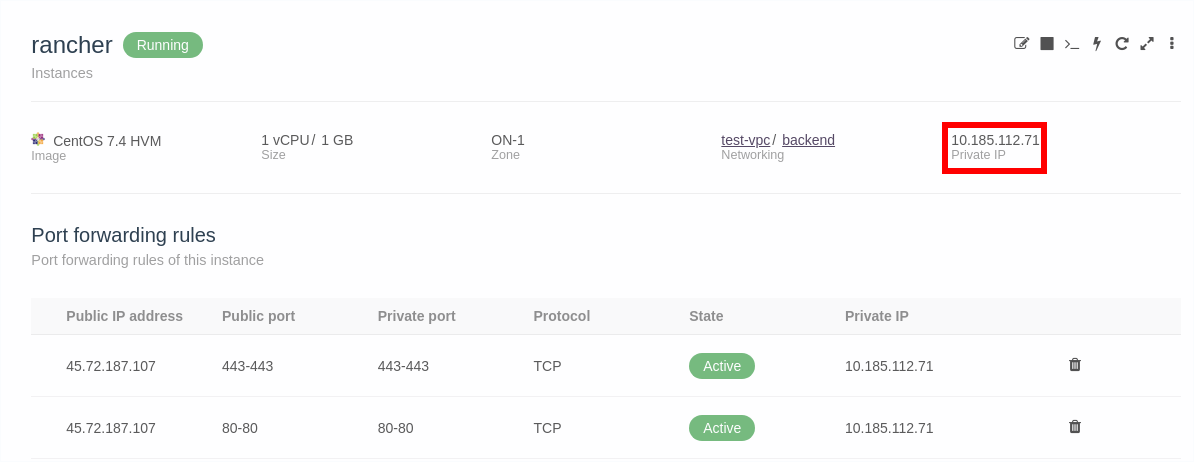 rancher Running
Instances
CentOS 7.4 HVM 1 vCPU / 1 GB ON-1 test-vpc / backend 10.185.112.71
Image Size Zone Networking Private IP
Port forwarding rules
Port forwarding rules of this instance
Public IP address Public port Private port Protocol State Private IP
45.72.187.107 443-443 443-443 TCP Active 10.185.112.71
45.72.187.107 80-80 80-80 TCP Active 10.185.112.71